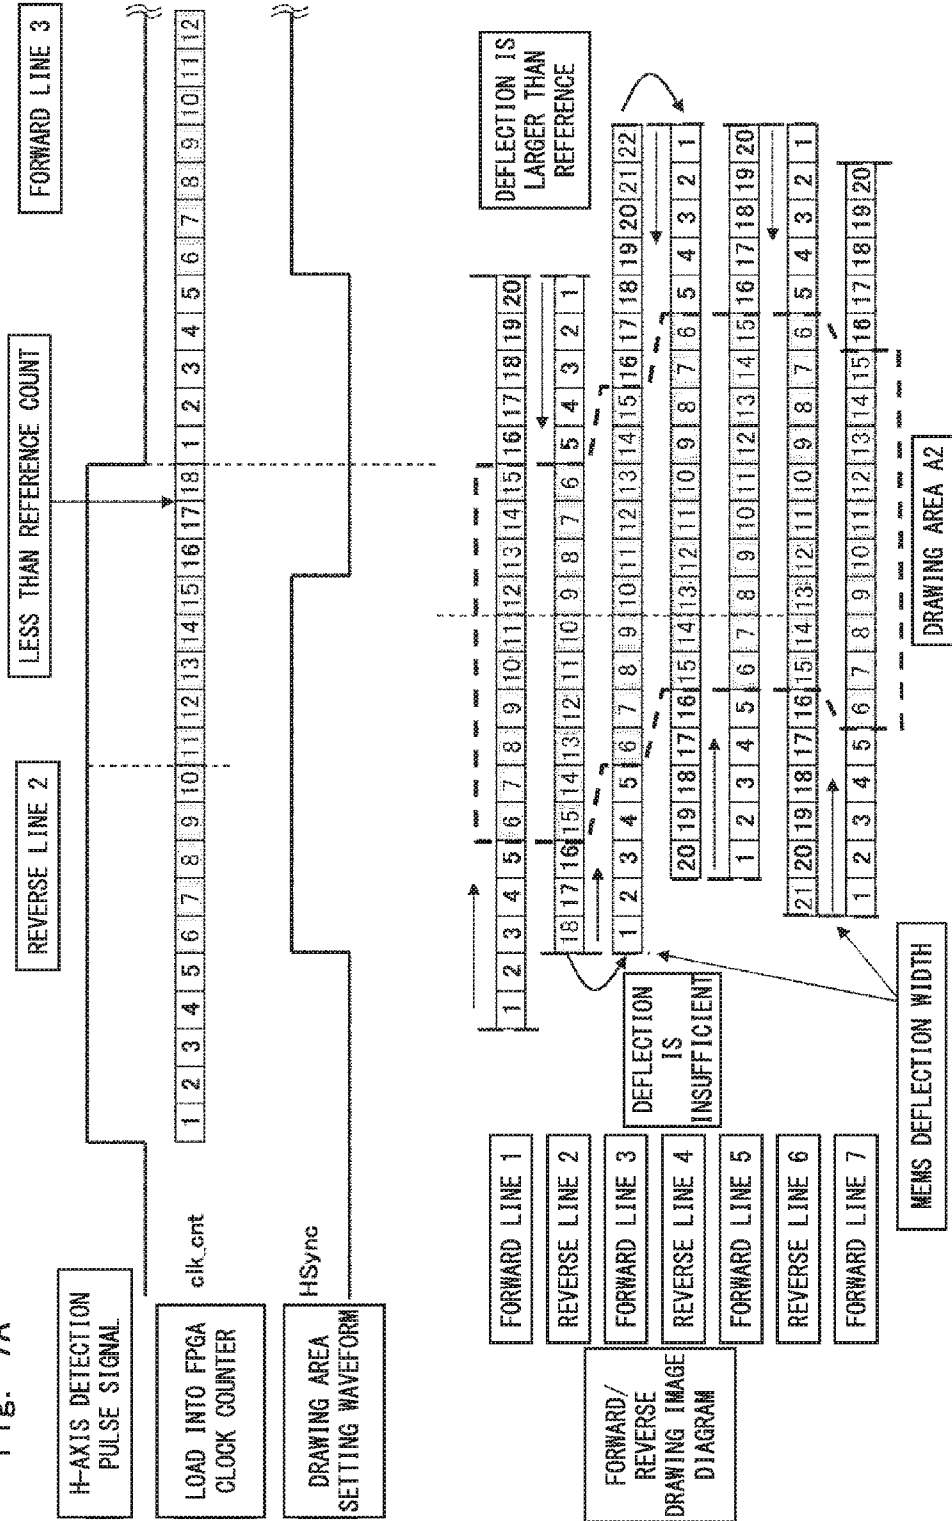 Fig. 7A
REVERSE LINE 2
LESS THAN REFERENCE COUNT
FORWARD LINE 3
H-AXIS DETECTION
PULSE SIGNAL
LOAD INTO FPGA
CLOCK COUNTER
clk_cnt
1 2 3 4 5 6 7 8 9 10 11 12 13 14 15 16 17 18 1 2 3 4 5 6 7 8 9 10 11 12
DRAWING AREA
SETTING WAVEFORM
HSync
FORWARD/
REVERSE
DRAWING IMAGE
DIAGRAM
FORWARD LINE 1
1 2 3 4 5 6 7 8 9 10 11 12 13 14 15 16 17 18 19 20
REVERSE LINE 2
18 17 16 15 14 13 12 11 10 9 8 7 6 5 4 3 2 1
FORWARD LINE 3
1 2 3 4 5 6 7 8 9 10 11 12 13 14 15 16 17 18 19 20 21 22
REVERSE LINE 4
20 19 18 17 16 15 14 13 12 11 10 9 8 7 6 5 4 3 2 1
FORWARD LINE 5
1 2 3 4 5 6 7 8 9 10 11 12 13 14 15 16 17 18 19 20
REVERSE LINE 6
21 20 19 18 17 16 15 14 13 12 11 10 9 8 7 6 5 4 3 2 1
FORWARD LINE 7
1 2 3 4 5 6 7 8 9 10 11 12 13 14 15 16 17 18 19 20
DEFLECTION
IS
INSUFFICIENT
DEFLECTION IS
LARGER THAN
REFERENCE
MEMS DEFLECTION WIDTH
DRAWING AREA A2